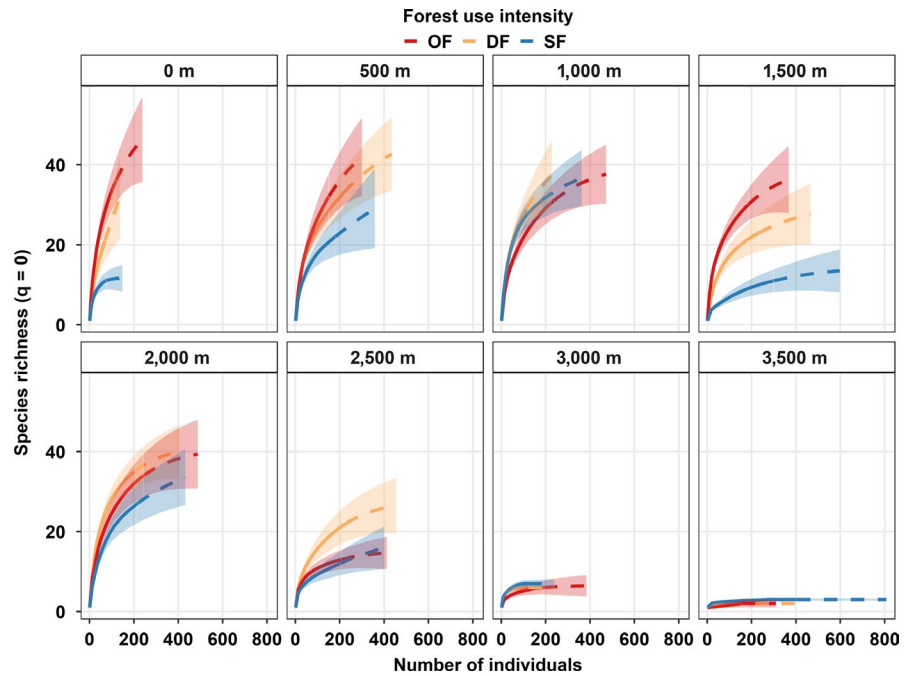 Forest use intensity
OF DF SF
0 m 500 m 1,000 m 1,500 m
40
20
0
2,000 m 2,500 m 3,000 m 3,500 m
40
20
0
0 200 400 600 800 0 200 400 600 800 0 200 400 600 800 0 200 400 600 800
Species richness (q = 0)
Number of individuals